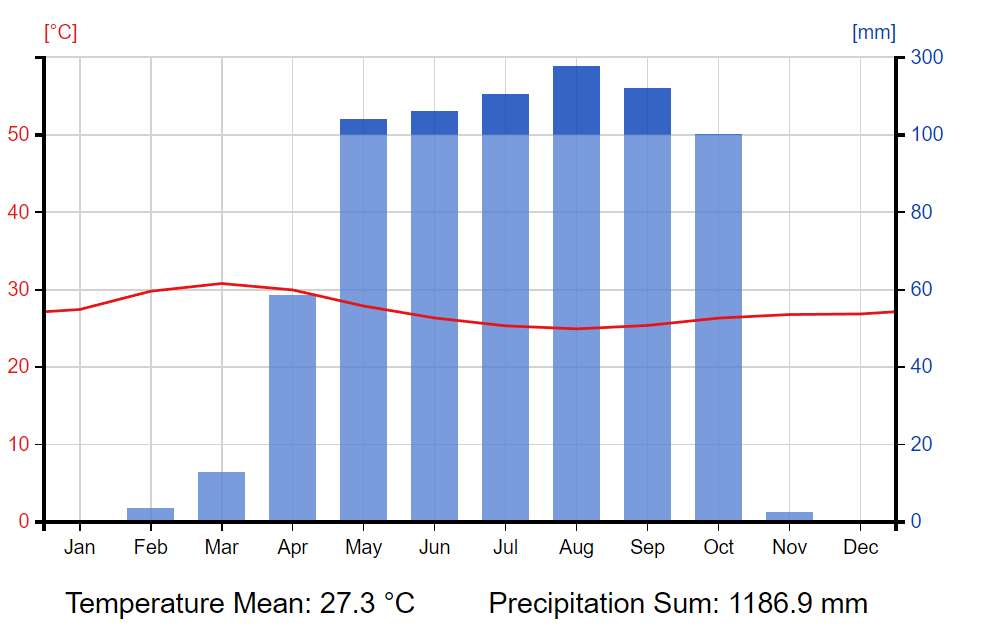 [°C] [mm]
300
50 100
40 80
30 60
20 40
10 20
0 0
Jan Feb Mar Apr May Jun Jul Aug Sep Oct Nov Dec
Temperature Mean: 27.3 °C Precipitation Sum: 1186.9 mm